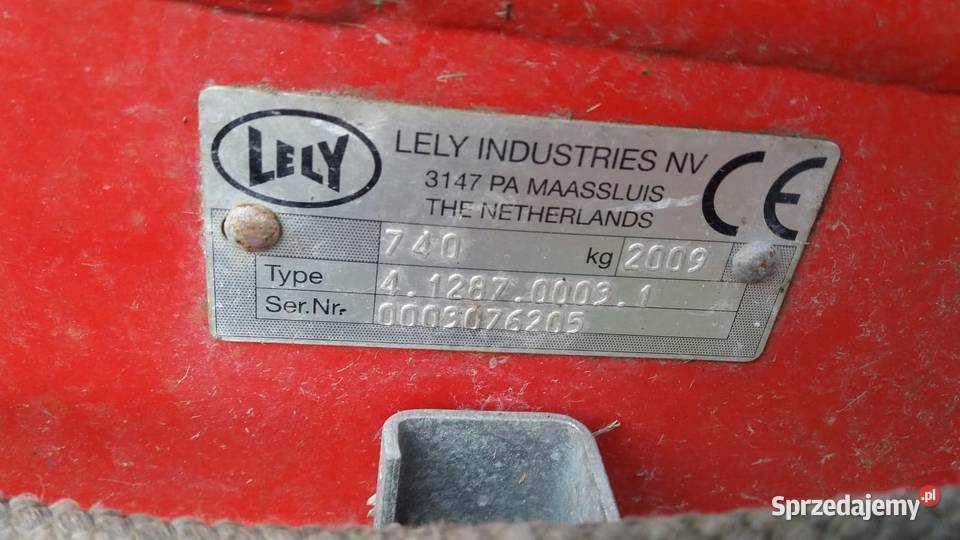 LELY
LELY INDUSTRIES NV
3147 PA MAASSLUIS
THE NETHERLANDS
CE
740 kg 2009
Type 4.1287.0003.1
Ser.Nr. 0003076205
Sprzedajemy.pl